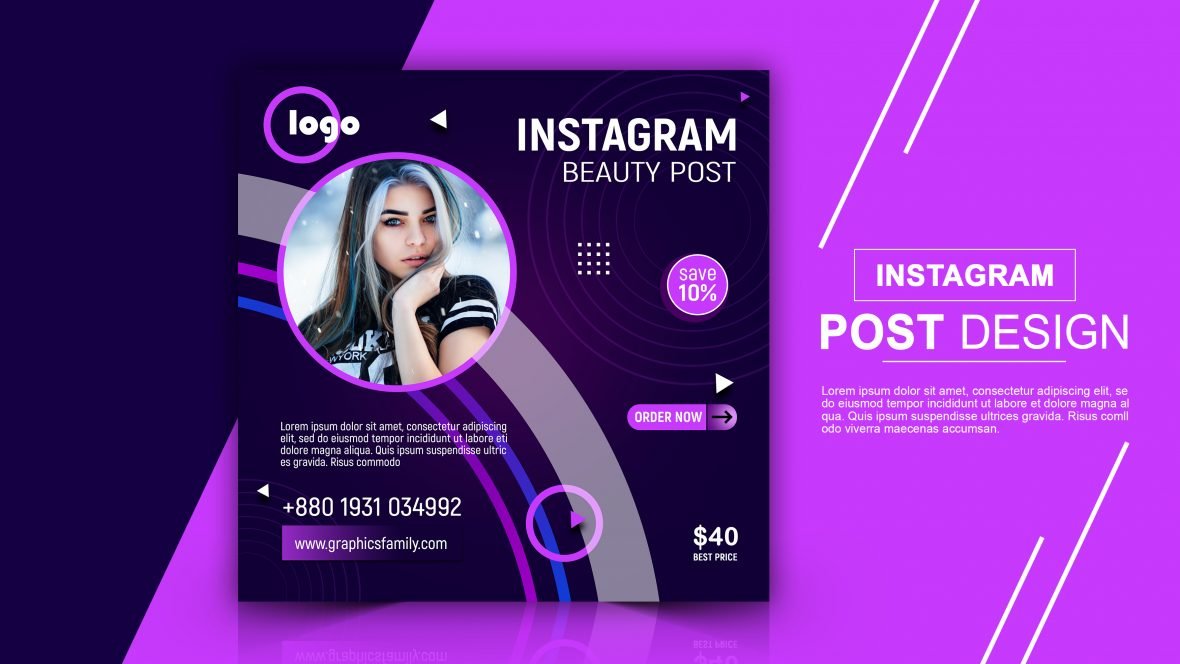 logo
INSTAGRAM
BEAUTY POST
save
10%
ORDER NOW
Lorem ipsum dolor sit amet, consectetur adipiscing
elit, sed do eiusmod tempor incididunt ut labore eti
dolore magna aliqua. Quis ipsum suspendisse ultric
es gravida. Risus commodo
+880 1931 034992
www.graphicsfamily.com
$40
BEST PRICE
INSTAGRAM
POST DESIGN
Lorem ipsum dolor sit amet, consectetur adipiscing elit, se
do eiusmod tempor incididunt ut labore et dolore magna al
qua. Quis ipsum suspendisse ultrices gravida. Risus comll
odo viverra maecenas accumsan.